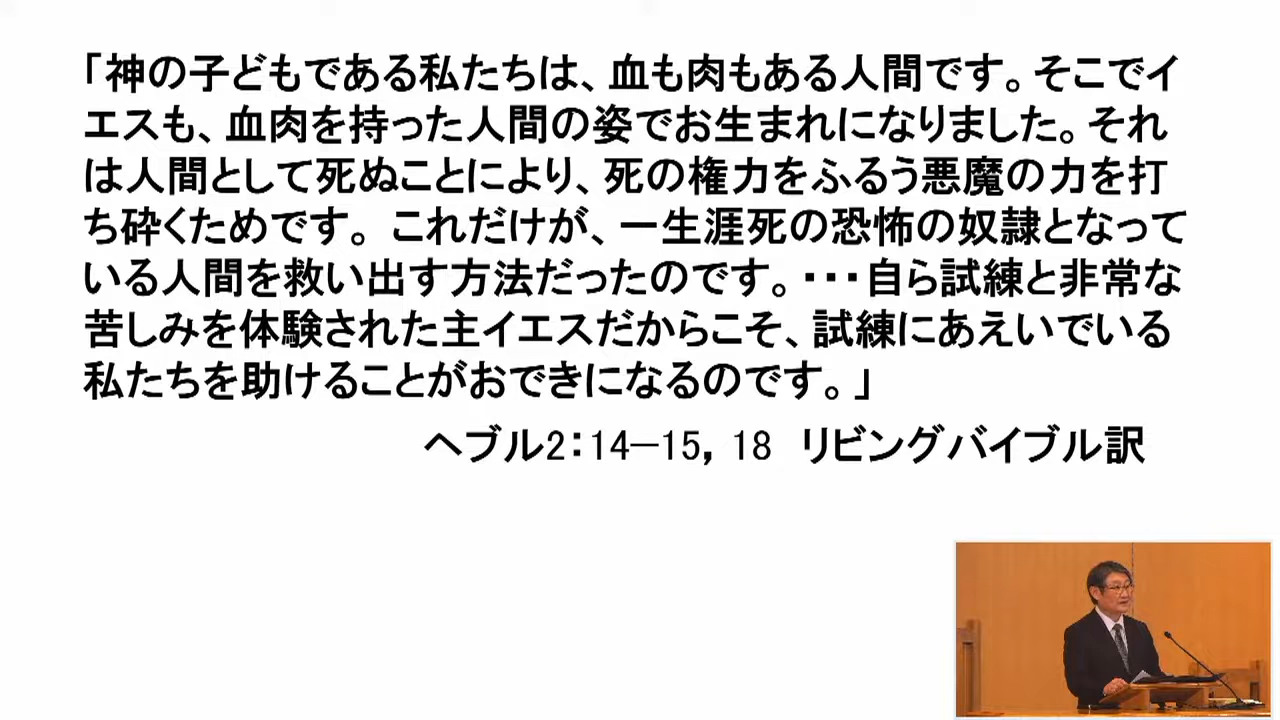 「神の子どもである私たちは、血も肉もある人間です。そこでイ
エスも、血肉を持った人間の姿でお生まれになりました。それ
は人間として死ぬことにより、死の権力をふるう悪魔の力を打
ち砕くためです。 これだけが、一生涯死の恐怖の奴隷となって
いる人間を救い出す方法だったのです。・・・自ら試練と非常な
苦しみを体験された主イエスだからこそ、試練にあえいでいる
私たちを助けることがおできになるのです。」
ヘブル2：14－15，18　リビングバイブル訳